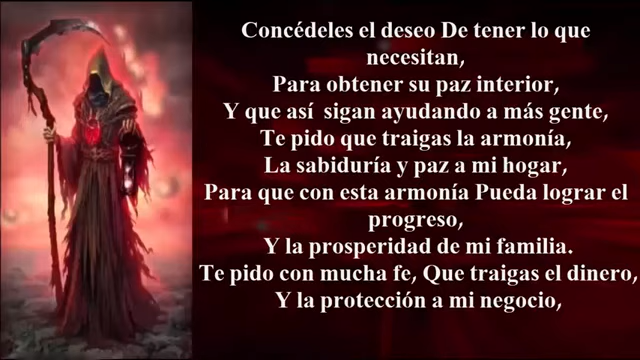 Concédeles el deseo De tener lo que
necesitan,
Para obtener su paz interior,
Y que así sigan ayudando a más gente,
Te pido que traigas la armonía,
La sabiduría y paz a mi hogar,
Para que con esta armonía Pueda lograr el
progreso,
Y la prosperidad de mi familia.
Te pido con mucha fe, Que traigas el dinero,
Y la protección a mi negocio,